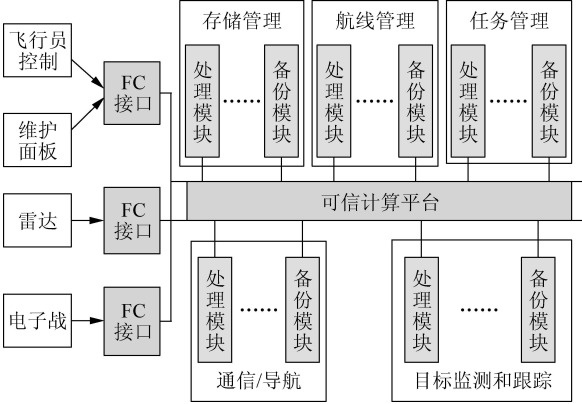 飞行员
控制
维护
面板
雷达
电子战
FC
接口
FC
接口
FC
接口
存储管理
处理模块
……
备份模块
航线管理
处理模块
……
备份模块
任务管理
处理模块
……
备份模块
可信计算平台
处理模块
……
备份模块
通信/导航
处理模块
……
备份模块
目标监测和跟踪